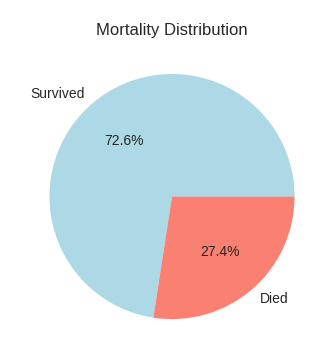 Mortality Distribution
Survived
72.6%
27.4%
Died